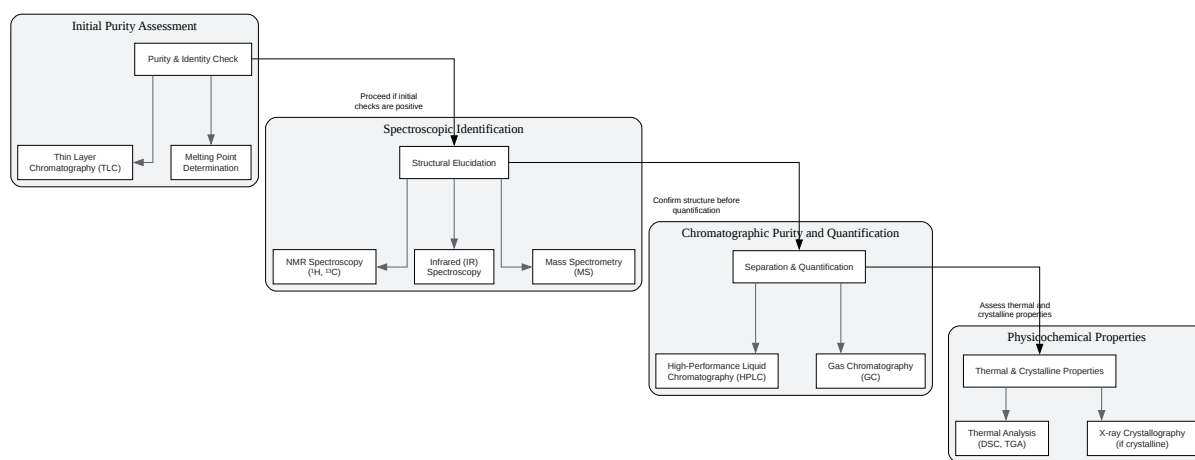 Initial Purity Assessment
Purity & Identity Check
Thin Layer
Chromatography (TLC)
Melting Point
Determination
Proceed if initial
checks are positive
Spectroscopic Identification
Structural Elucidation
NMR Spectroscopy
(¹H, ¹³C)
Infrared (IR)
Spectroscopy
Mass Spectrometry
(MS)
Confirm structure before
quantification
Chromatographic Purity and Quantification
Separation & Quantification
High-Performance Liquid
Chromatography (HPLC)
Gas Chromatography
(GC)
Assess thermal and
crystalline properties
Physicochemical Properties
Thermal & Crystalline Properties
Thermal Analysis
(DSC, TGA)
X-ray Crystallography
(if crystalline)